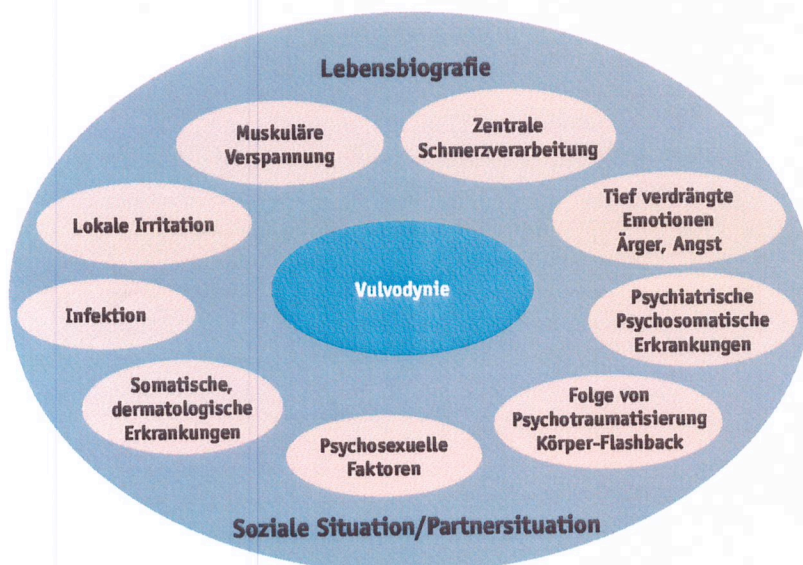 Lebensbiografie
Muskuläre
Verspannung
Zentrale
Schmerzverarbeitung
Lokale Irritation
Tief verdrängte
Emotionen
Ärger, Angst
Vulvodynie
Infektion
Psychiatrische
Psychosomatische
Erkrankungen
Somatische,
dermatologische
Erkrankungen
Folge von
Psychotraumatisierung
Körper-Flashback
Psychosexuelle
Faktoren
Soziale Situation/Partnersituation